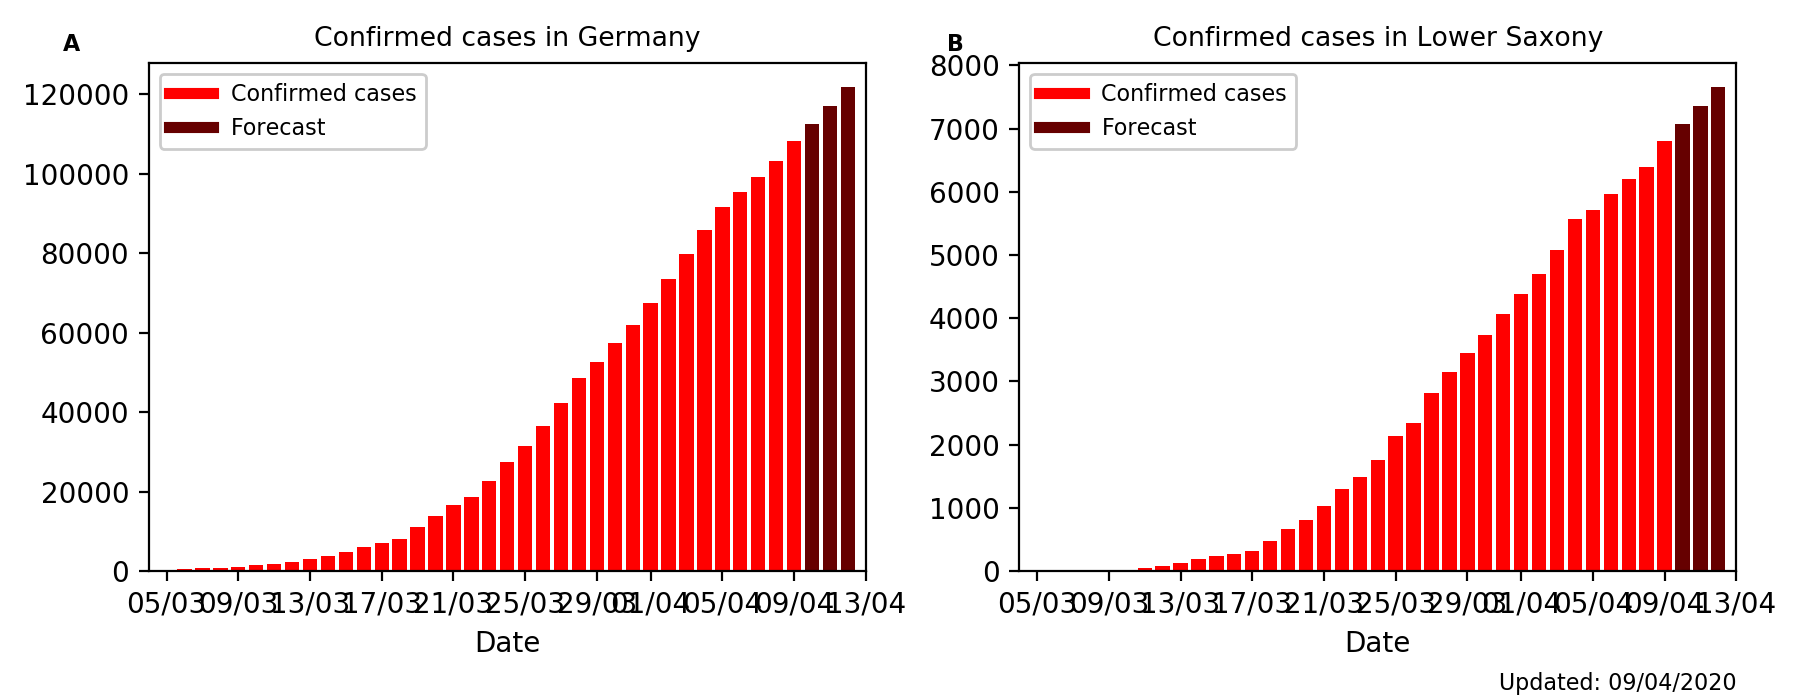 A
Confirmed cases in Germany
Confirmed cases
Forecast
120000
100000
80000
60000
40000
20000
0
05/03 09/03 13/03 17/03 21/03 25/03 29/03 01/04 05/04 09/04 13/04
Date
B
Confirmed cases in Lower Saxony
Confirmed cases
Forecast
8000
7000
6000
5000
4000
3000
2000
1000
0
05/03 09/03 13/03 17/03 21/03 25/03 29/03 01/04 05/04 09/04 13/04
Date
Updated: 09/04/2020